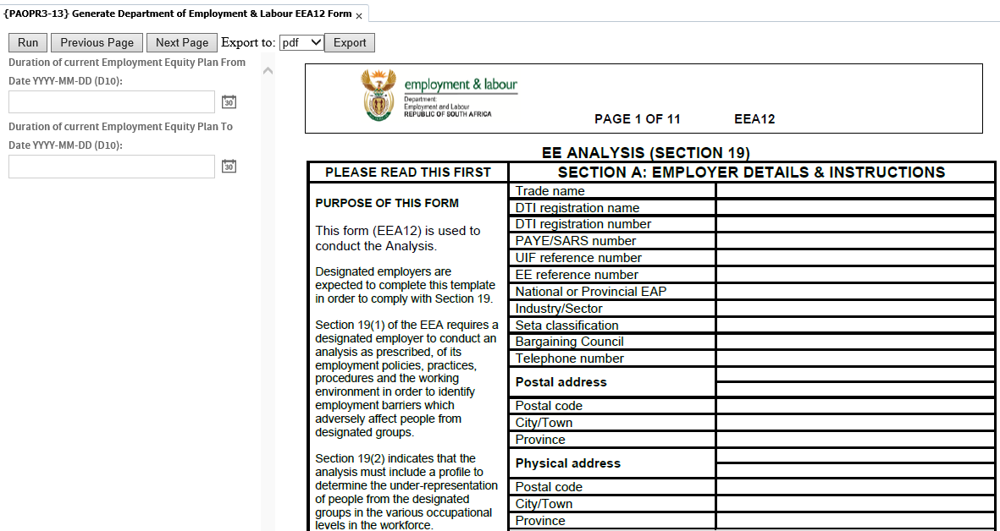 {PAOPR3-13} Generate Department of Employment & Labour EEA12 Form ×
Run Previous Page Next Page Export to: pdf Export
Duration of current Employment Equity Plan From
Date YYYY-MM-DD (D10):
30
Duration of current Employment Equity Plan To
Date YYYY-MM-DD (D10):
30
employment & labour
Department:
Employment and Labour
REPUBLIC OF SOUTH AFRICA
PAGE 1 OF 11 EEA12
EE ANALYSIS (SECTION 19)
PLEASE READ THIS FIRST
PURPOSE OF THIS FORM
This form (EEA12) is used to
conduct the Analysis.
Designated employers are
expected to complete this template
in order to comply with Section 19.
Section 19(1) of the EEA requires a
designated employer to conduct an
analysis as prescribed, of its
employment policies, practices,
procedures and the working
environment in order to identify
employment barriers which
adversely affect people from
designated groups.
Section 19(2) indicates that the
analysis must include a profile to
determine the under-representation
of people from the designated
groups in the various occupational
levels in the workforce.
SECTION A: EMPLOYER DETAILS & INSTRUCTIONS
Trade name
DTI registration name
DTI registration number
PAYE/SARS number
UIF reference number
EE reference number
National or Provincial EAP
Industry/Sector
Seta classification
Bargaining Council
Telephone number
Postal address
Postal code
City/Town
Province
Physical address
Postal code
City/Town
Province